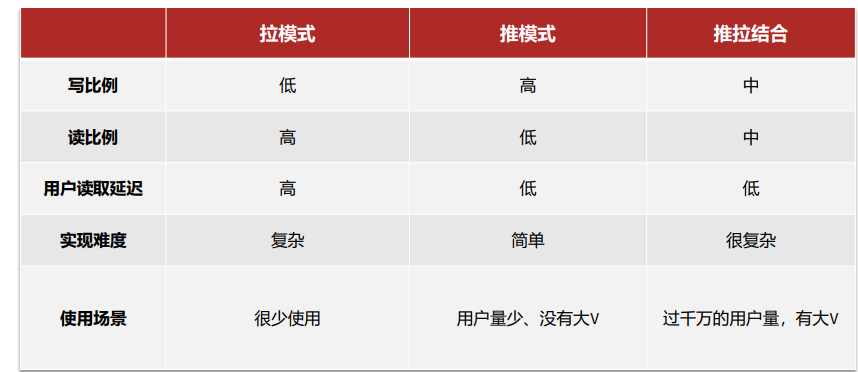 拉模式 推模式 推拉结合
写比例 低 高 中
读比例 高 低 中
用户读取延迟 高 低 低
实现难度 复杂 简单 很复杂
使用场景 很少使用 用户量少、没有大V 过千万的用户量，有大V